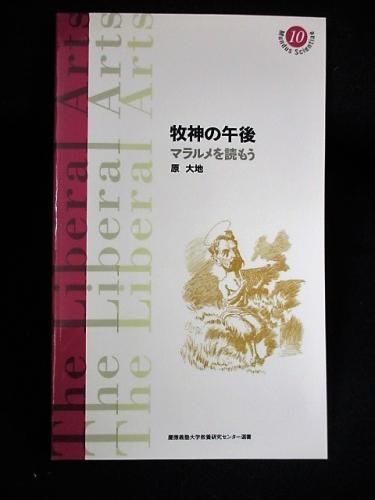 10
Mundus Scientiae
牧神の午後
マラルメを読もう
原 大地
The Liberal Arts
The Liberal Arts
The Liberal Arts
慶應義塾大学教養研究センター選書